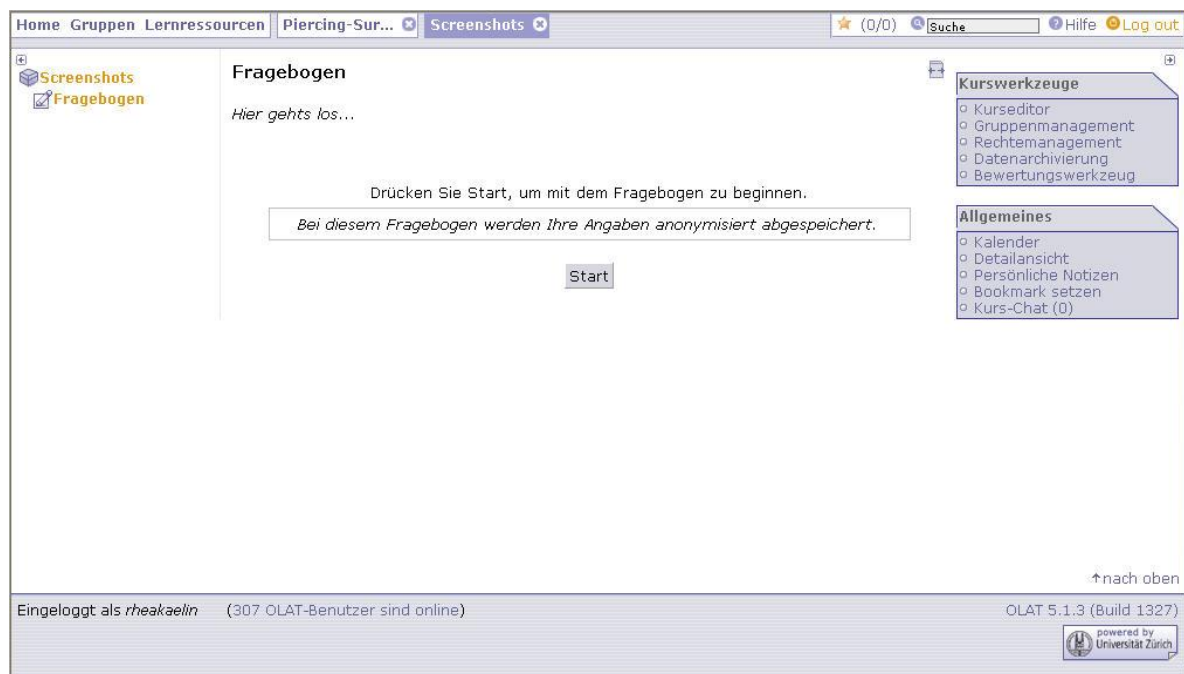 Home Gruppen Lernressourcen Piercing-Sur... Screenshots (0/0) Suche Hilfe Log out
Screenshots
Fragebogen
Fragebogen
Hier gehts los...
Drücken Sie Start, um mit dem Fragebogen zu beginnen.
Bei diesem Fragebogen werden Ihre Angaben anonymisiert abgespeichert.
Start
Kurswerkzeuge
Kurseditor
Gruppenmanagement
Rechtemanagement
Datenarchivierung
Bewertungswerkzeug
Allgemeines
Kalender
Detailansicht
Persönliche Notizen
Bookmark setzen
Kurs-Chat (0)
nach oben
Eingeloggt als rheakaelin (307 OLAT-Benutzer sind online) OLAT 5.1.3 (Build 1327)
powered by
Universität Zürich